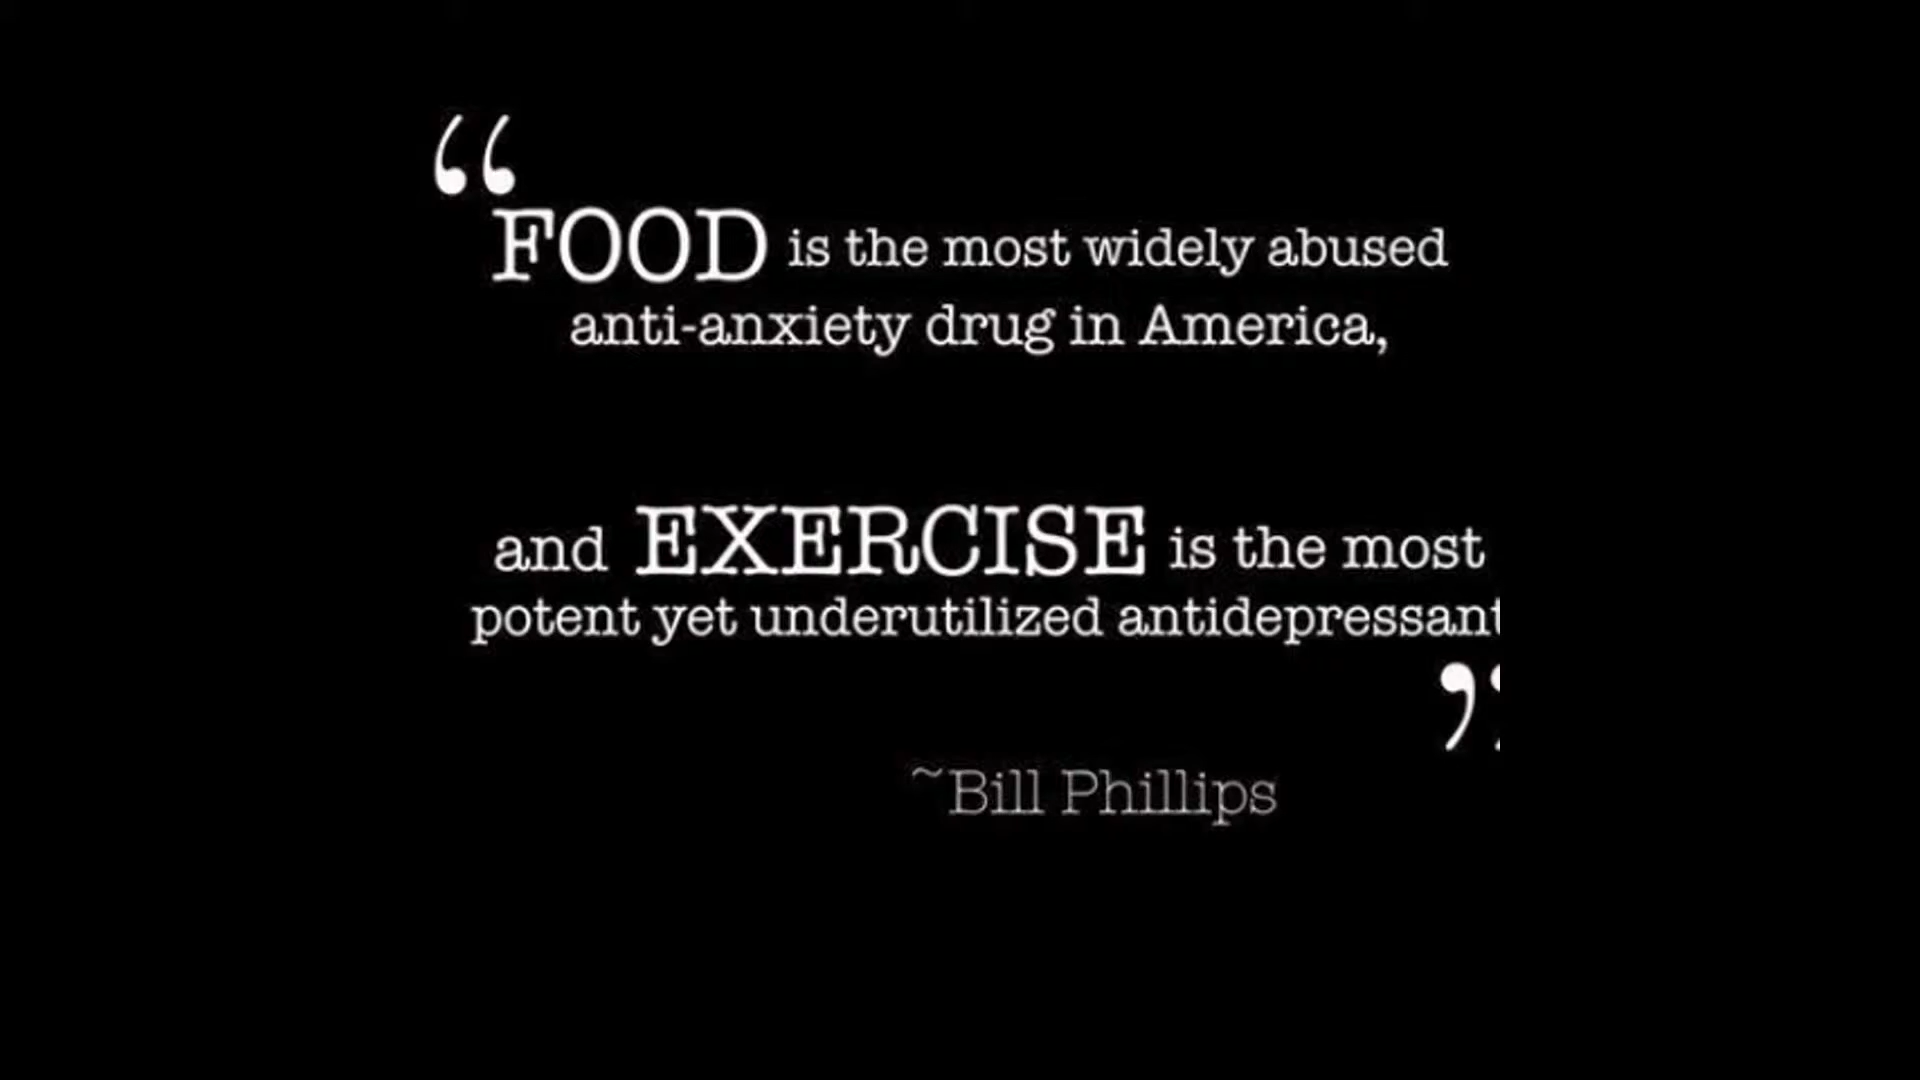 “
FOOD is the most widely abused
anti-anxiety drug in America,
and EXERCISE is the most
potent yet underutilized antidepressant
”
~Bill Phillips